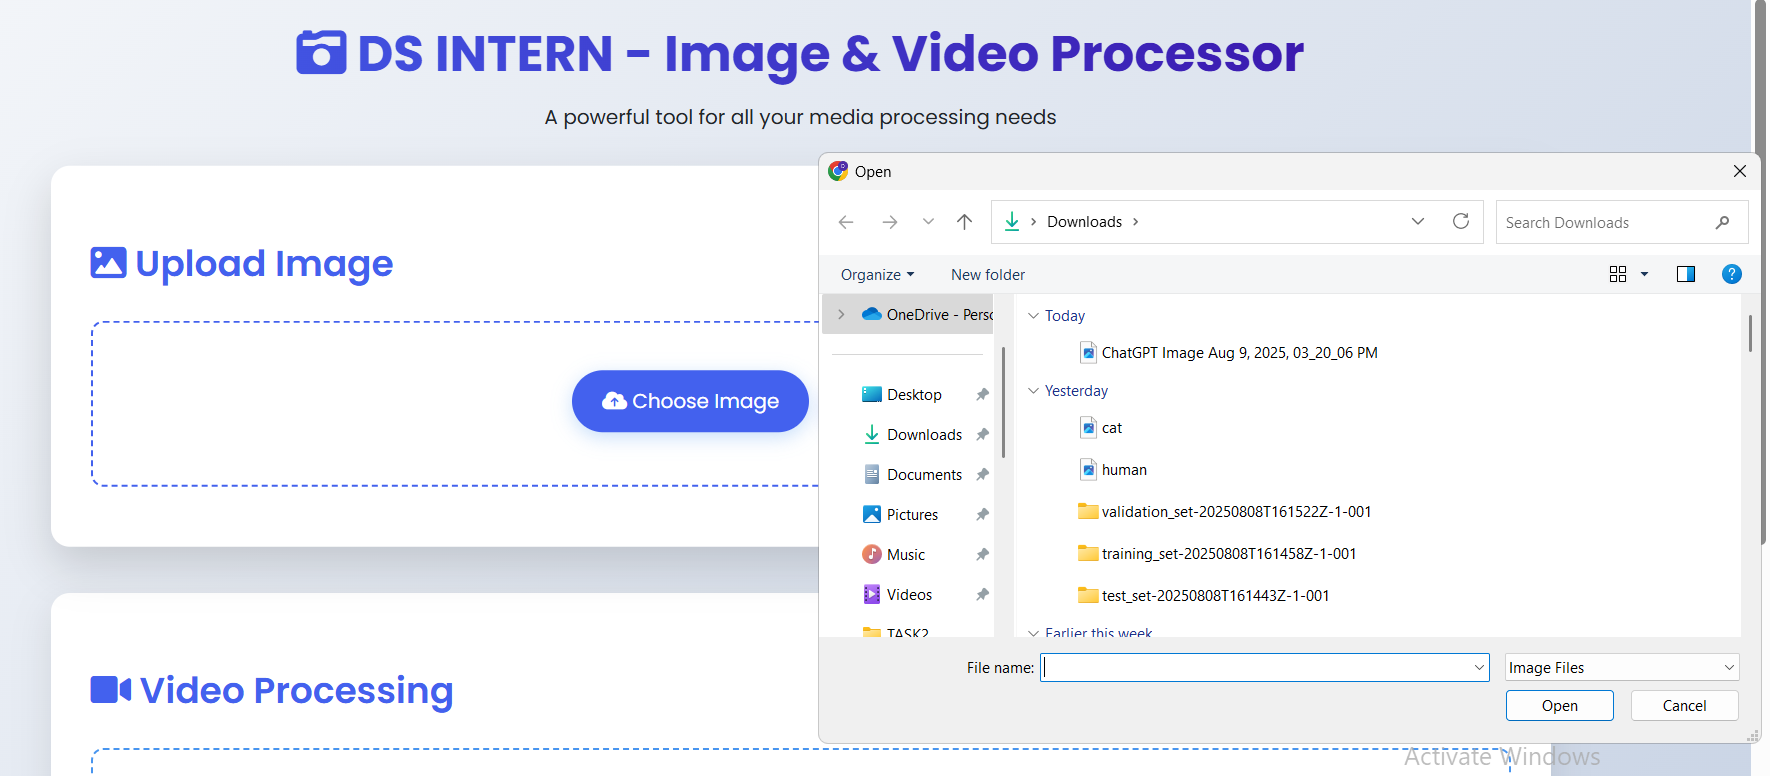 DS INTERN - Image & Video Processor
A powerful tool for all your media processing needs
Upload Image
Choose Image
Video Processing
Open
Downloads
Search Downloads
Organize
New folder
OneDrive - Perso
Desktop
Downloads
Documents
Pictures
Music
Videos
TASK2
Today
ChatGPT Image Aug 9, 2025, 03_20_06 PM
Yesterday
cat
human
validation_set-20250808T161522Z-1-001
training_set-20250808T161458Z-1-001
test_set-20250808T161443Z-1-001
Earlier this week
File name:
Image Files
Open
Cancel
Activate Windows